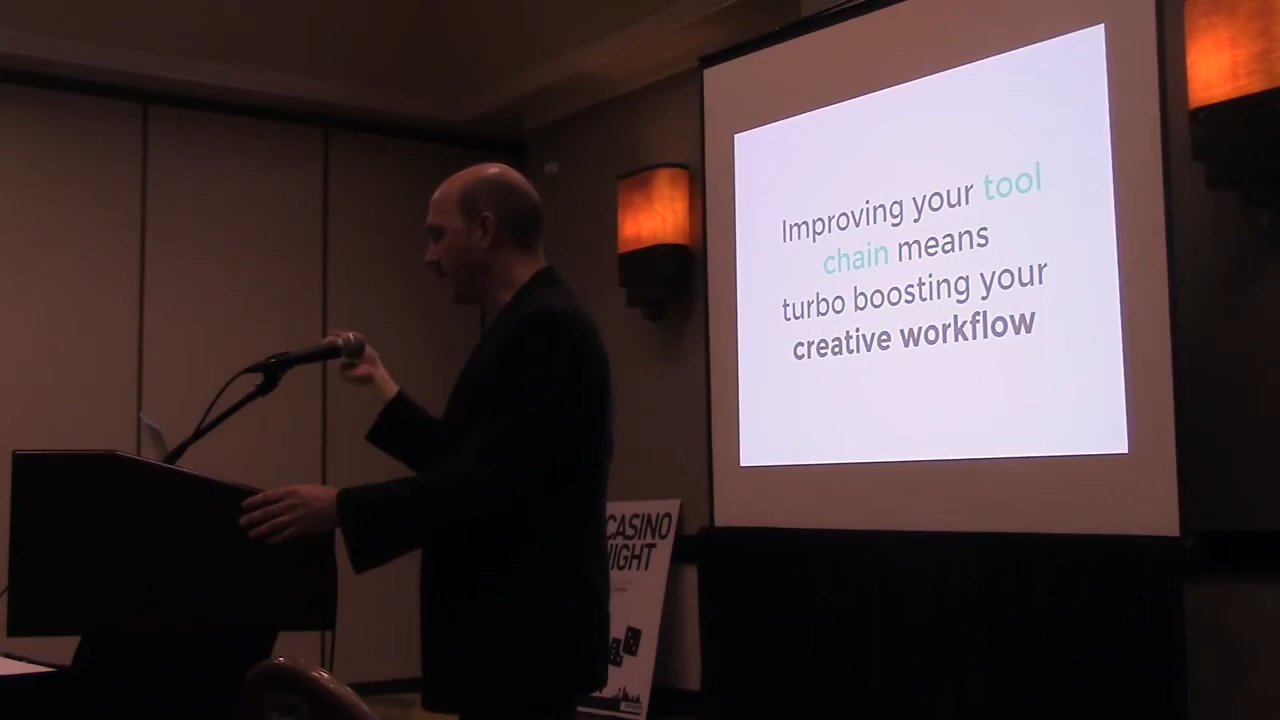 Improving your tool
chain means
turbo boosting your
creative workflow
CASINO
NIGHT